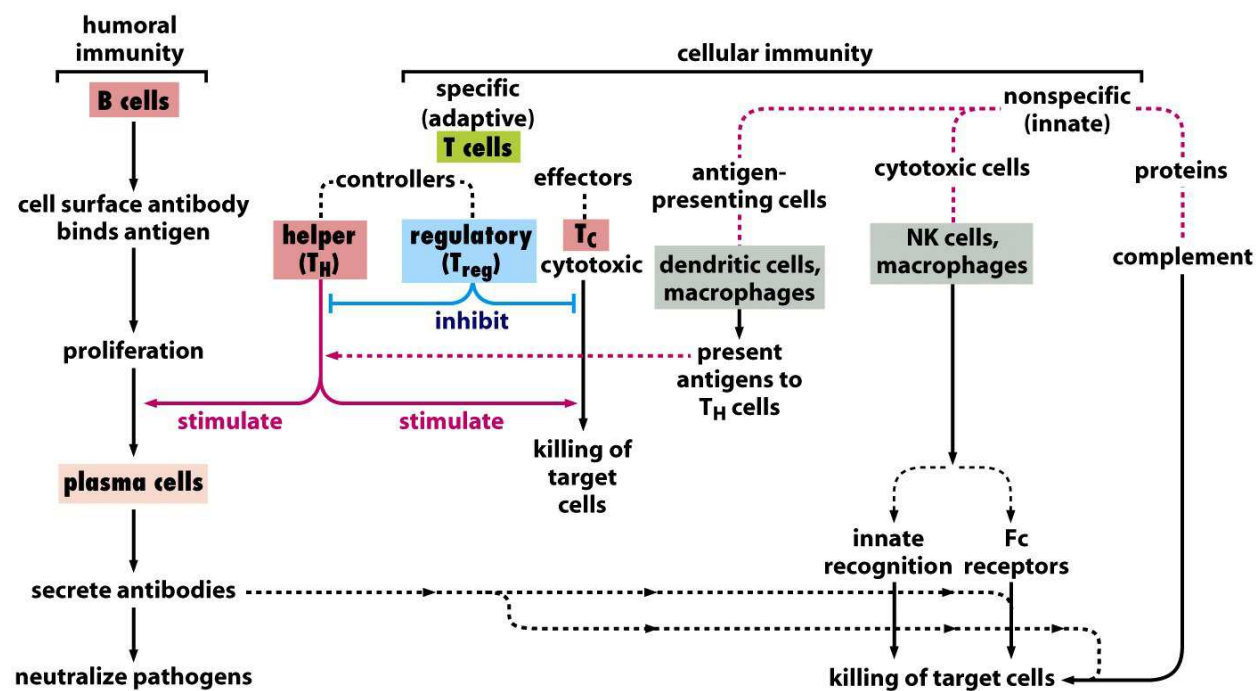 humoral
immunity
B cells
cell surface antibody
binds antigen
proliferation
plasma cells
secrete antibodies
neutralize pathogens
cellular immunity
specific
(adaptive)
T cells
controllers
helper
(TH)
regulatory
(Treg)
inhibit
stimulate
stimulate
effectors
TC
cytotoxic
killing of
target
cells
nonspecific
(innate)
antigen-
presenting cells
dendritic cells,
macrophages
present
antigens to
TH cells
cytotoxic cells
NK cells,
macrophages
innate
recognition
Fc
receptors
proteins
complement
killing of target cells